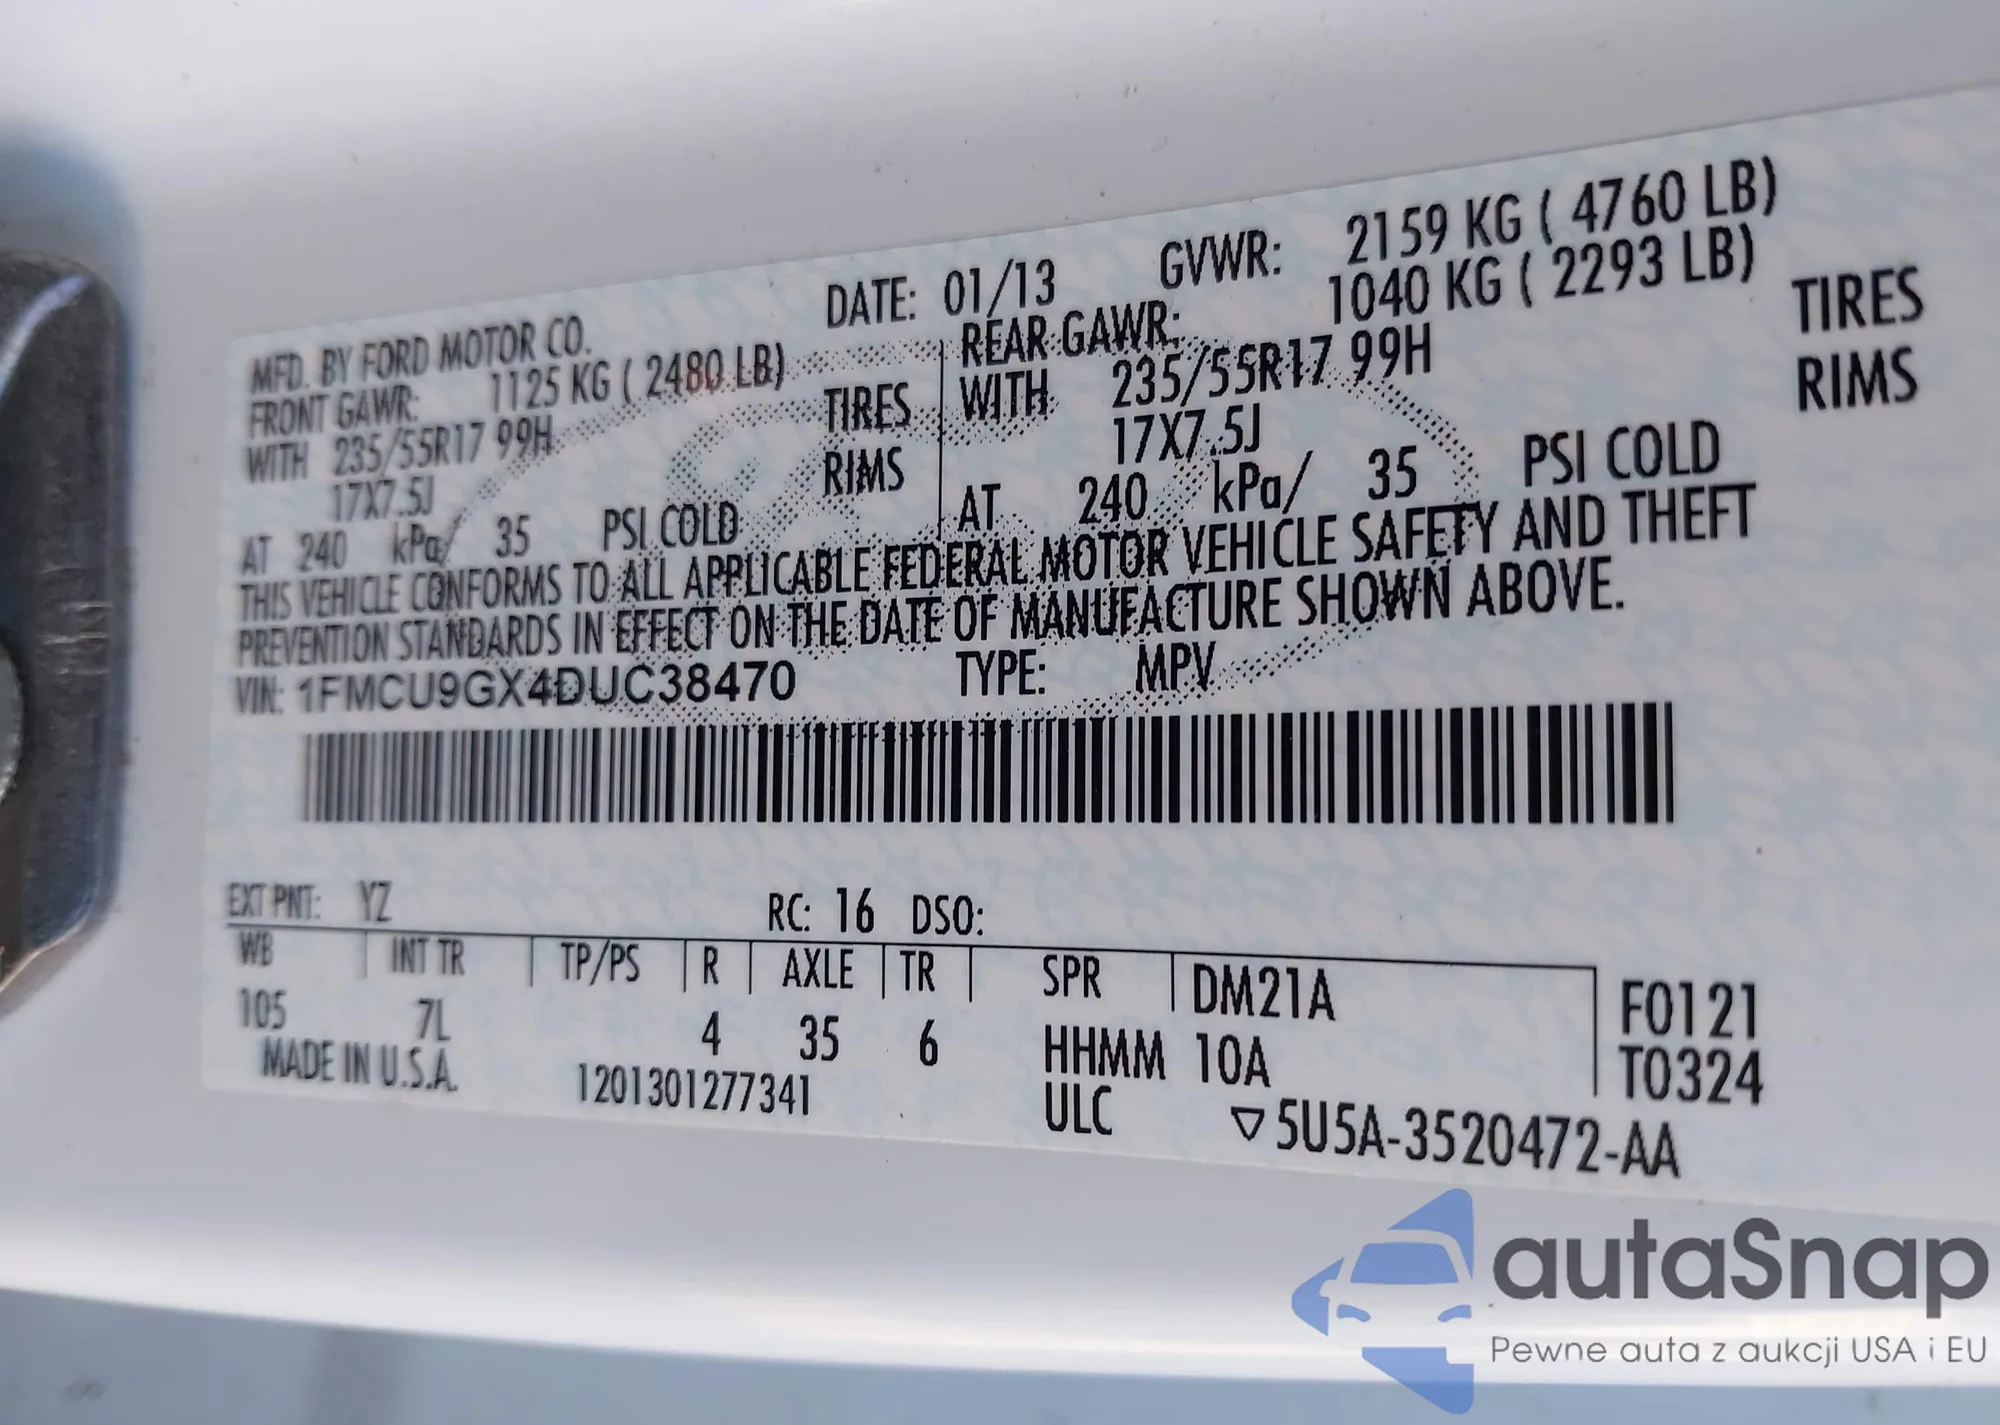 MFD. BY FORD MOTOR CO. DATE: 01/13 GVWR: 2159 KG ( 4760 LB)
FRONT GAWR: 1125 KG ( 2480 LB) REAR GAWR: 1040 KG ( 2293 LB)
WITH 235/55R17 99H TIRES WITH 235/55R17 99H TIRES
17X7.5J RIMS 17X7.5J RIMS
AT 240 kPa/ 35 PSI COLD AT 240 kPa/ 35 PSI COLD
THIS VEHICLE CONFORMS TO ALL APPLICABLE FEDERAL MOTOR VEHICLE SAFETY AND THEFT
PREVENTION STANDARDS IN EFFECT ON THE DATE OF MANUFACTURE SHOWN ABOVE.
VIN: 1FMCU9GX4DUC38470 TYPE: MPV
EXT PNT: YZ RC: 16 DSO:
WB INT TR TP/PS R AXLE TR SPR DM21A F0121
105 7L 4 35 6 HHMM 10A T0324
MADE IN U.S.A. 1201301277341 ULC ▽5U5A-3520472-AA
autaSnap
Pewne auta z aukcji USA i EU